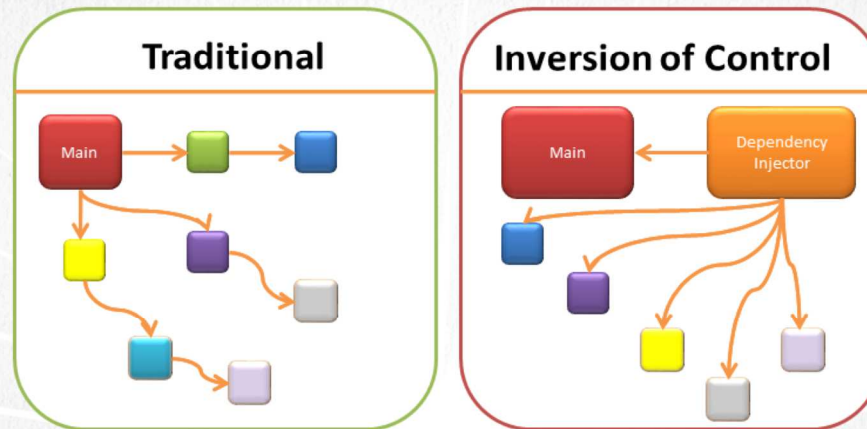 Traditional
Main
Inversion of Control
Main
Dependency
Injector